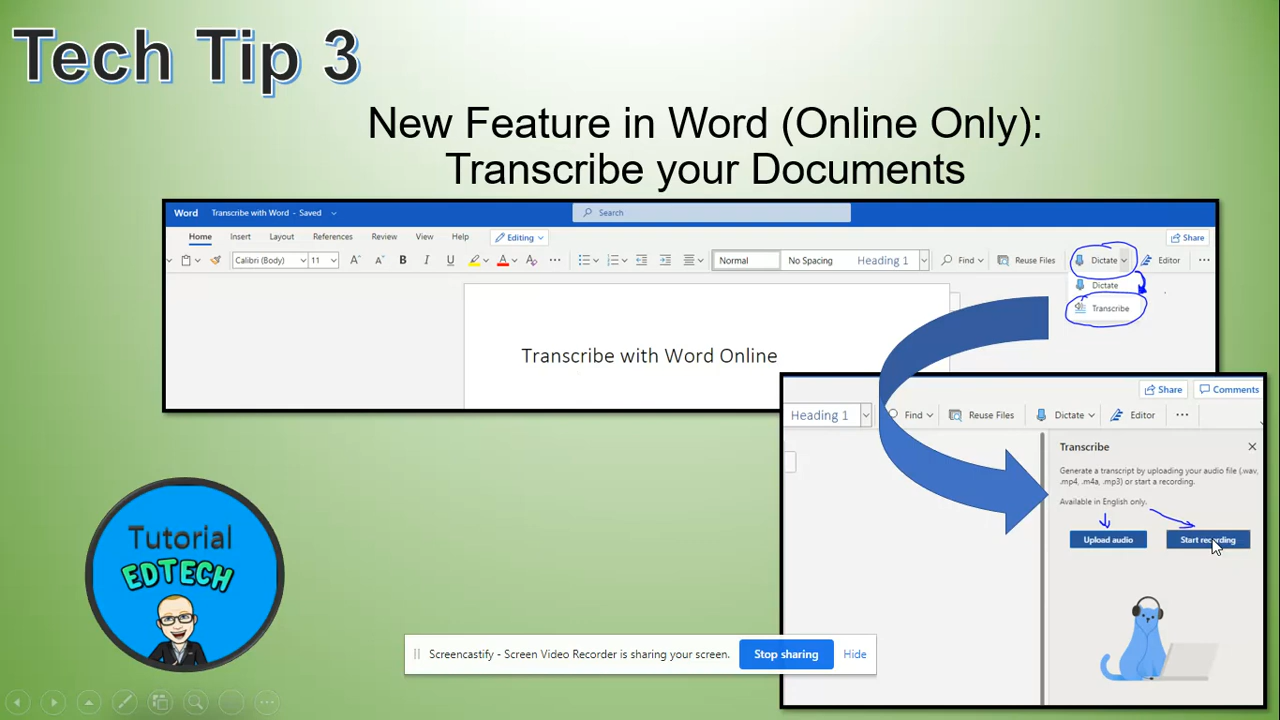 Tech Tip 3
New Feature in Word (Online Only):
Transcribe your Documents
Word Transcribe with Word - Saved Search
Home Insert Layout References Review View Help Editing Share
Calibri (Body) 11 A A B I U A A Normal No Spacing Heading 1 Find Reuse Files Dictate Editor
Dictate
Transcribe
Transcribe with Word Online
Share Comments
Heading 1 Find Reuse Files Dictate Editor
Transcribe
Generate a transcript by uploading your audio file (.wav,
.mp4, .m4a, .mp3) or start a recording.
Available in English only.
Upload audio Start recording
Tutorial
EDTECH
Screencastify - Screen Video Recorder is sharing your screen. Stop sharing Hide